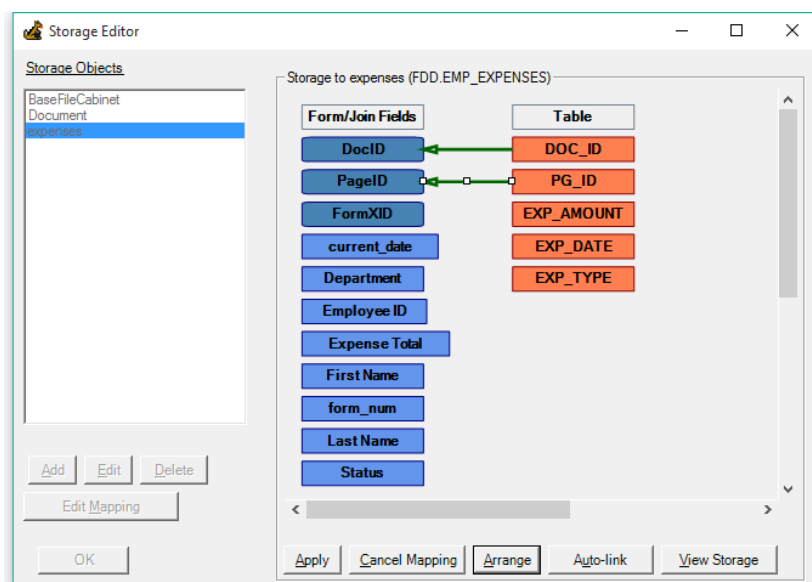 Storage Editor
Storage Objects
BaseFileCabinet
Document
expenses
Add Edit Delete
Edit Mapping
OK
Storage to expenses (FDD.EMP_EXPENSES)
Form/Join Fields Table
DocID DOC_ID
PageID PG_ID
FormXID EXP_AMOUNT
current_date EXP_DATE
Department EXP_TYPE
Employee ID
Expense Total
First Name
form_num
Last Name
Status
Apply Cancel Mapping Arrange Auto-link View Storage